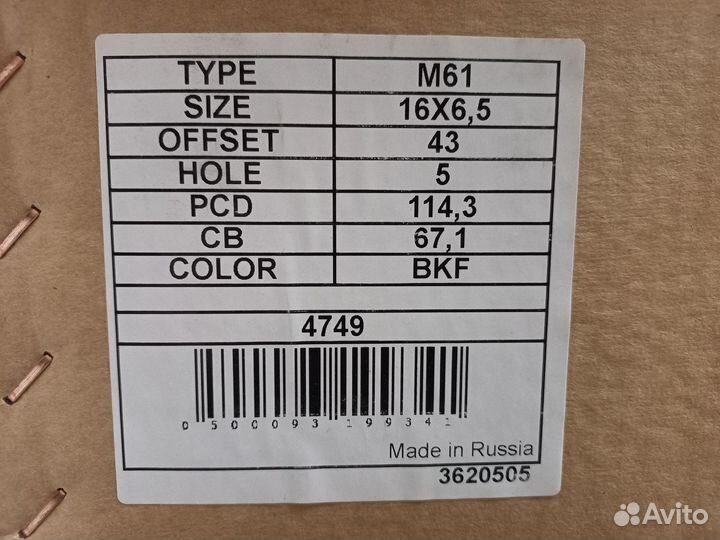 TYPE M61
SIZE 16X6,5
OFFSET 43
HOLE 5
PCD 114,3
CB 67,1
COLOR BKF
4749
0 500093 199341
Made in Russia
3620505
Avito